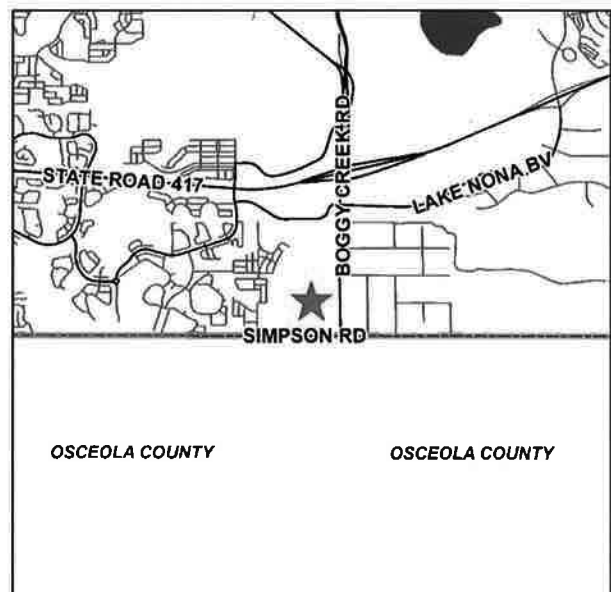 BOGGY CREEK RD
STATE ROAD 417
LAKE NONA BV
SIMPSON RD
OSCEOLA COUNTY
OSCEOLA COUNTY